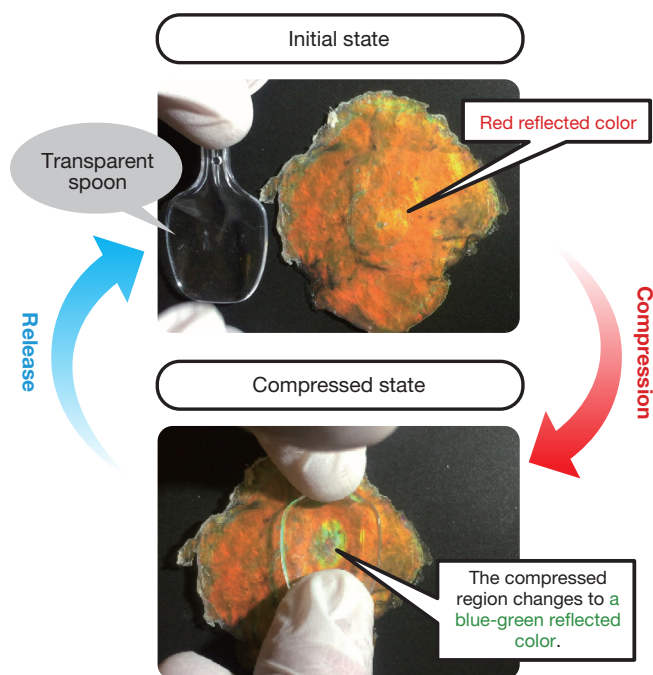 Initial state
Red reflected color
Transparent
spoon
Release
Compression
Compressed state
The compressed
region changes to a
blue-green reflected
color.